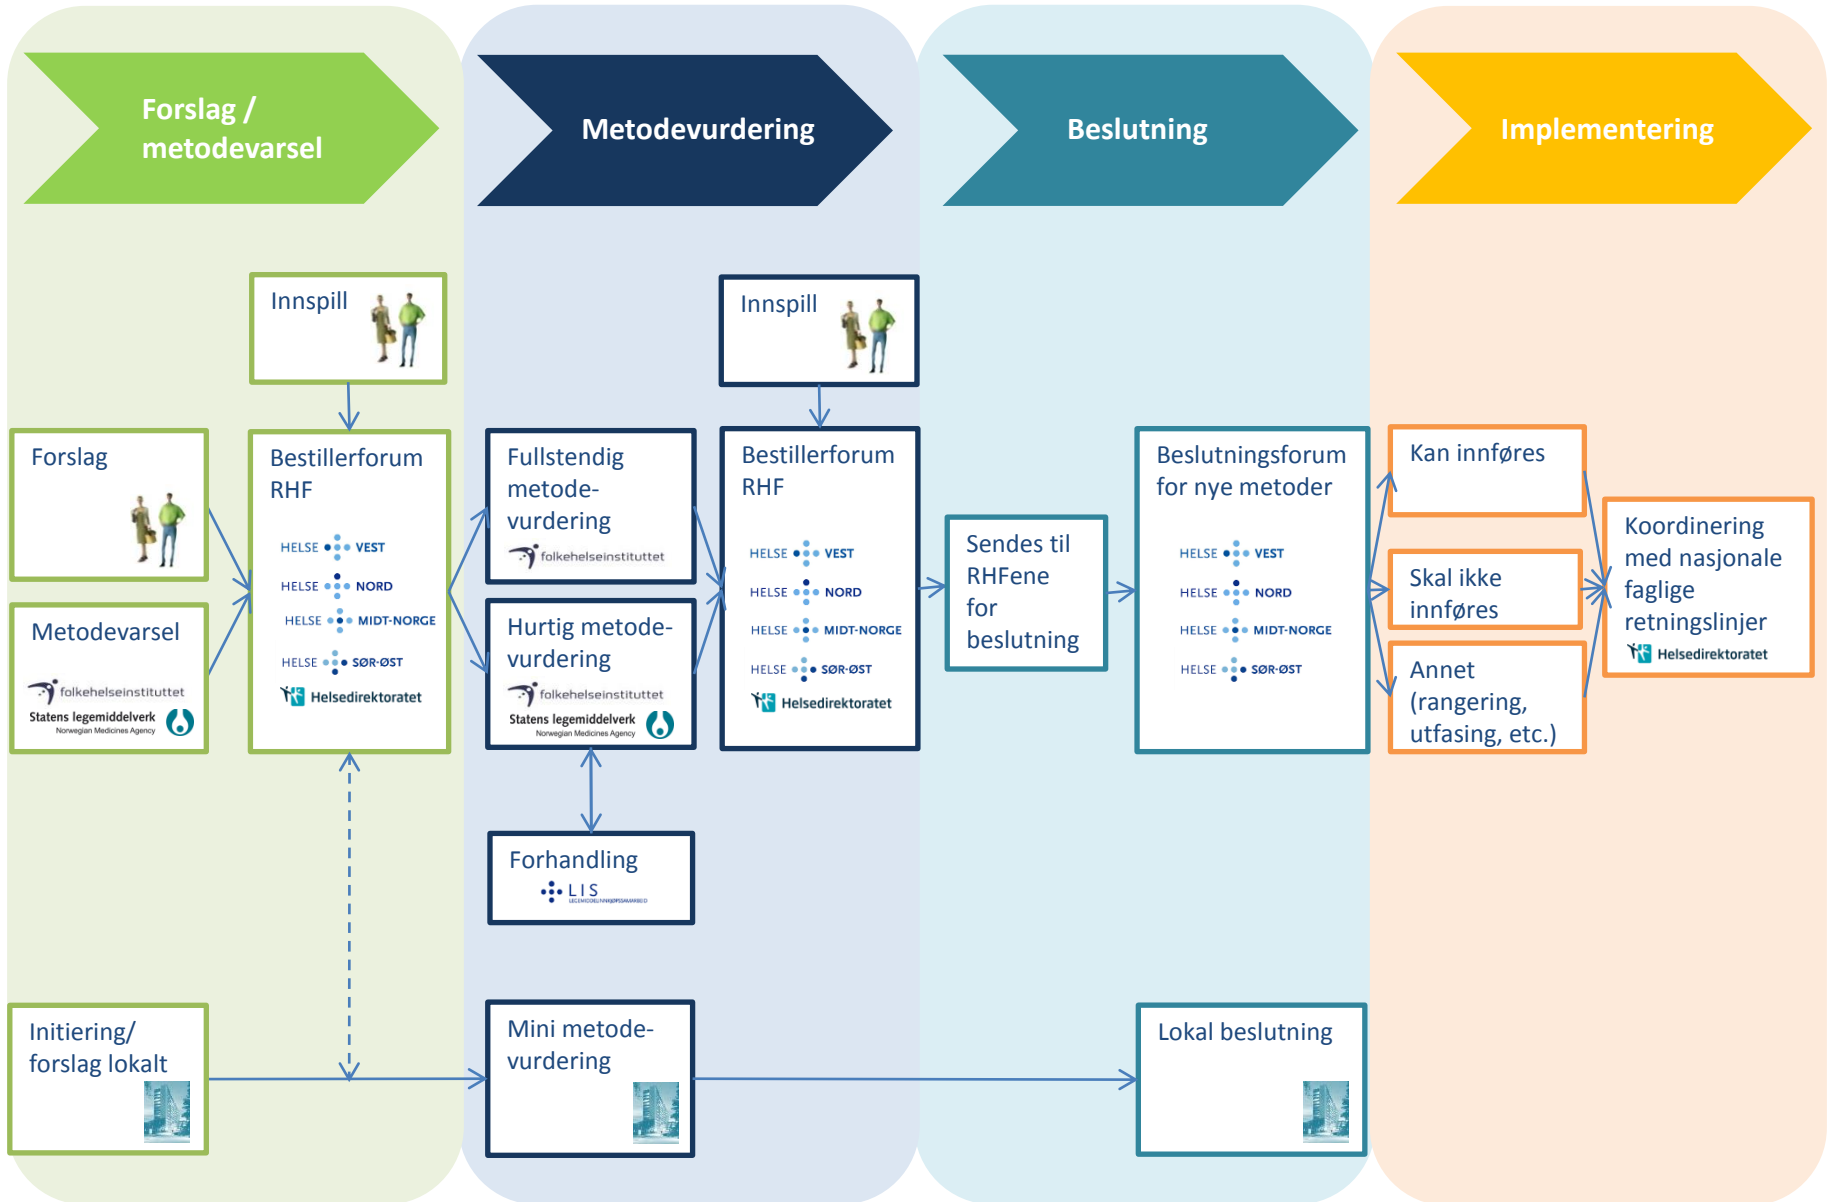 Forslag /
metodevarsel
Metodevurdering
Beslutning
Implementering
Innspill
Innspill
Forslag
Metodevarsel
folkehelseinstituttet
Statens legemiddelverk
Norwegian Medicines Agency
Bestillerforum
RHF
HELSE VEST
HELSE NORD
HELSE MIDT-NORGE
HELSE SØR-ØST
Helsedirektoratet
Fullstendig
metode-
vurdering
folkehelseinstituttet
Hurtig metode-
vurdering
folkehelseinstituttet
Statens legemiddelverk
Norwegian Medicines Agency
Forhandling
LIS
LEGEMIDDELINNKJØPSSAMARBEID
Bestillerforum
RHF
HELSE VEST
HELSE NORD
HELSE MIDT-NORGE
HELSE SØR-ØST
Helsedirektoratet
Sendes til
RHFene
for
beslutning
Beslutningsforum
for nye metoder
HELSE VEST
HELSE NORD
HELSE MIDT-NORGE
HELSE SØR-ØST
Kan innføres
Skal ikke
innføres
Annet
(rangering,
utfasing, etc.)
Koordinering
med nasjonale
faglige
retningslinjer
Helsedirektoratet
Initiering/
forslag lokalt
Mini metode-
vurdering
Lokal beslutning